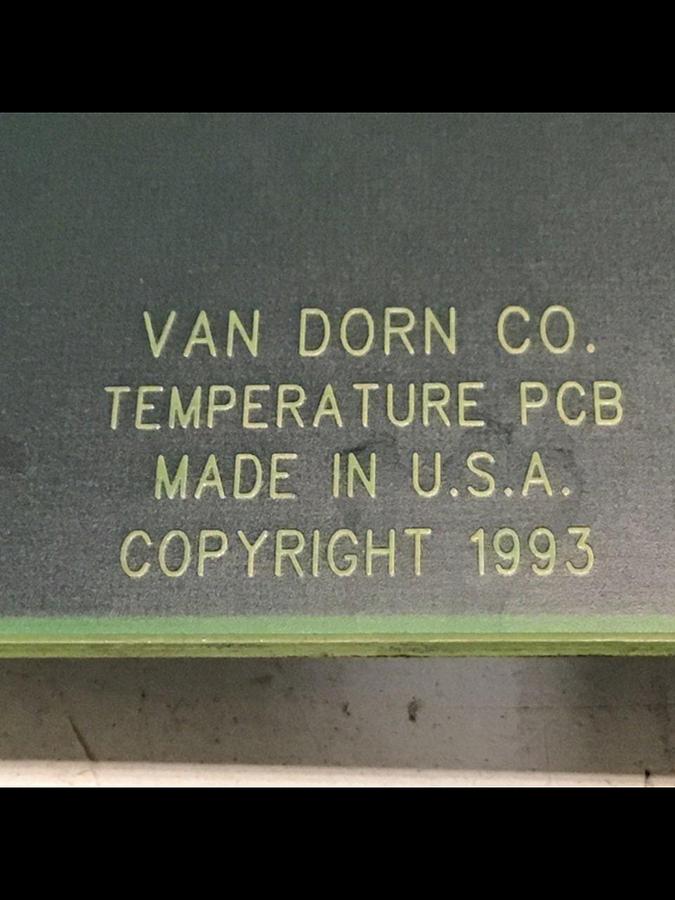 VAN DORN CO.
TEMPERATURE PCB
MADE IN U.S.A.
COPYRIGHT 1993